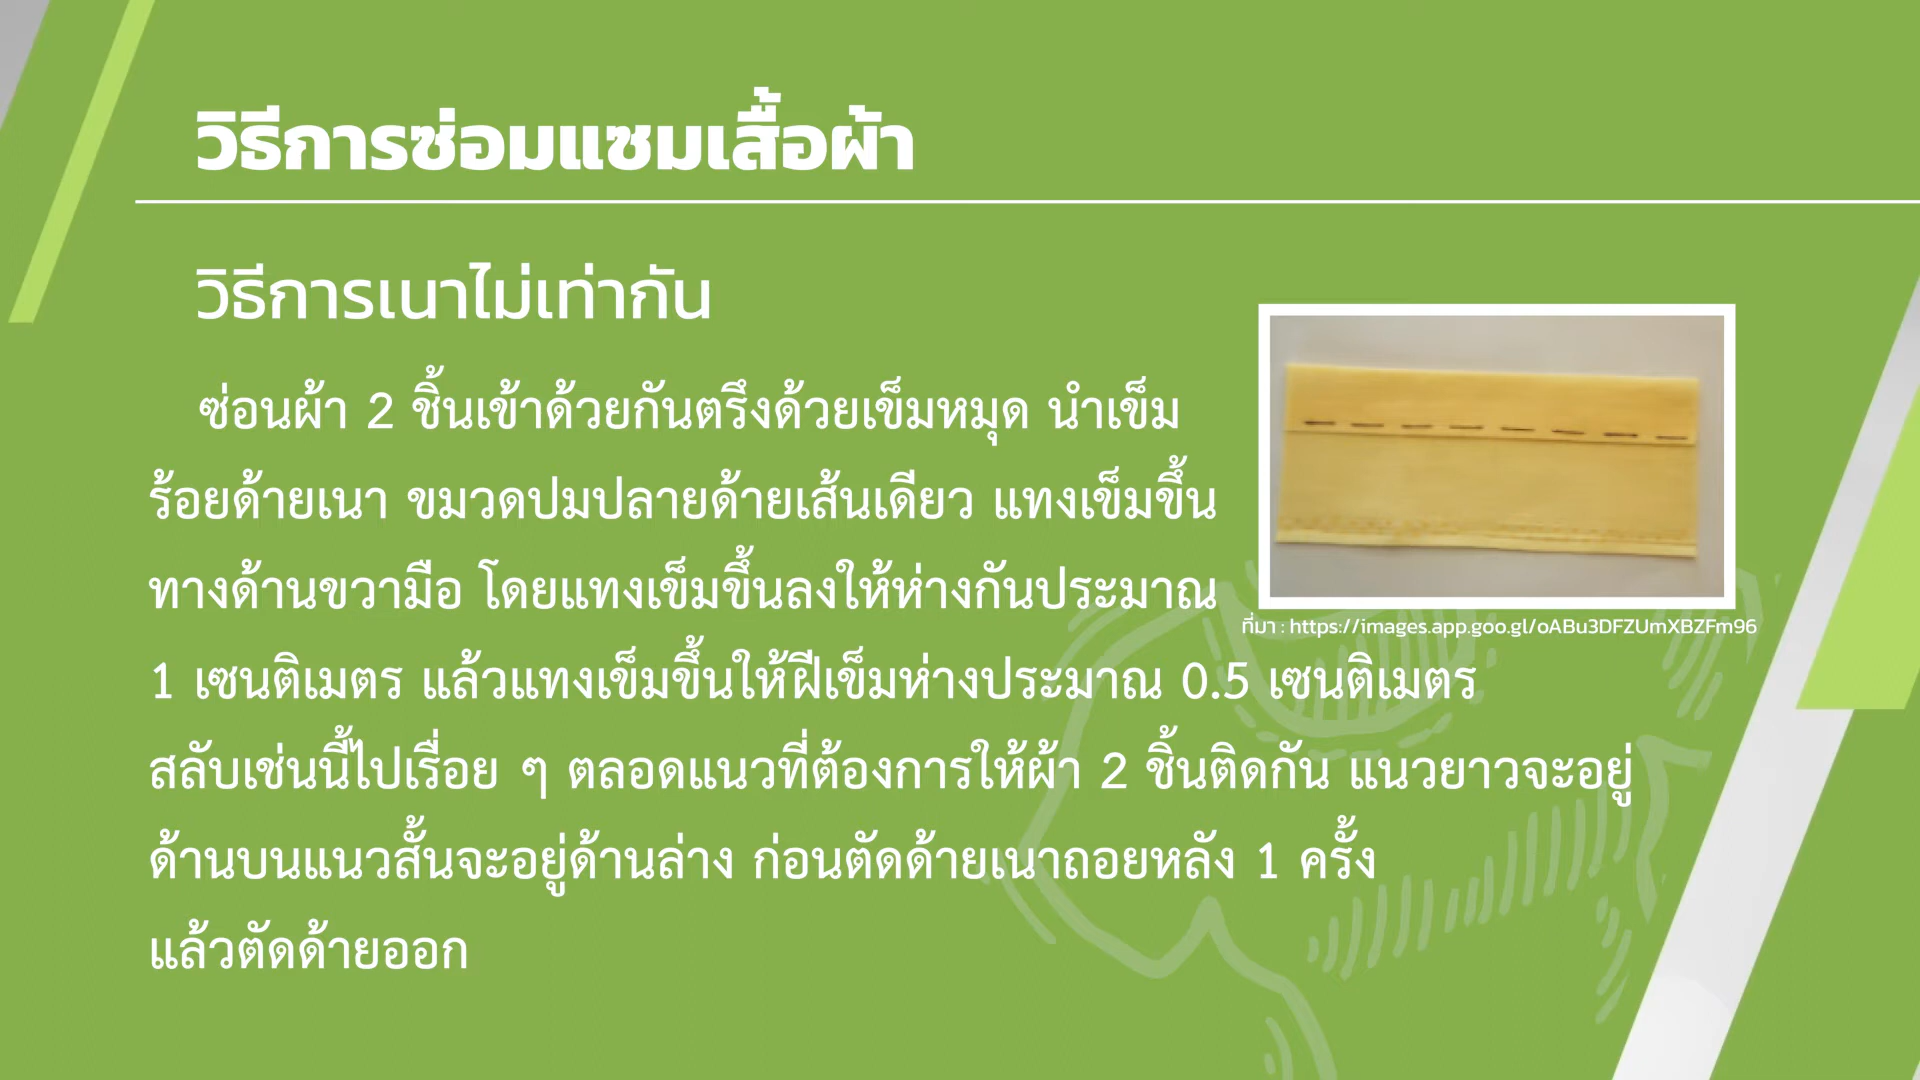 วิธีการซ่อมแซมเสื้อผ้า
วิธีการเนาไม่เท่ากัน
ซ่อนผ้า 2 ชิ้นเข้าด้วยกันตรึงด้วยเข็มหมุด นำเข็ม
ร้อยด้ายเนา ขมวดปมปลายด้ายเส้นเดียว แทงเข็มขึ้น
ทางด้านขวามือ โดยแทงเข็มขึ้นลงให้ห่างกันประมาณ
1 เซนติเมตร แล้วแทงเข็มขึ้นให้ฝีเข็มห่างประมาณ 0.5 เซนติเมตร
สลับเช่นนี้ไปเรื่อย ๆ ตลอดแนวที่ต้องการให้ผ้า 2 ชิ้นติดกัน แนวยาวจะอยู่
ด้านบนแนวสั้นจะอยู่ด้านล่าง ก่อนตัดด้ายเนาถอยหลัง 1 ครั้ง
แล้วตัดด้ายออก
ที่มา : https://images.app.goo.gl/oABu3DFZUmXBZFm96